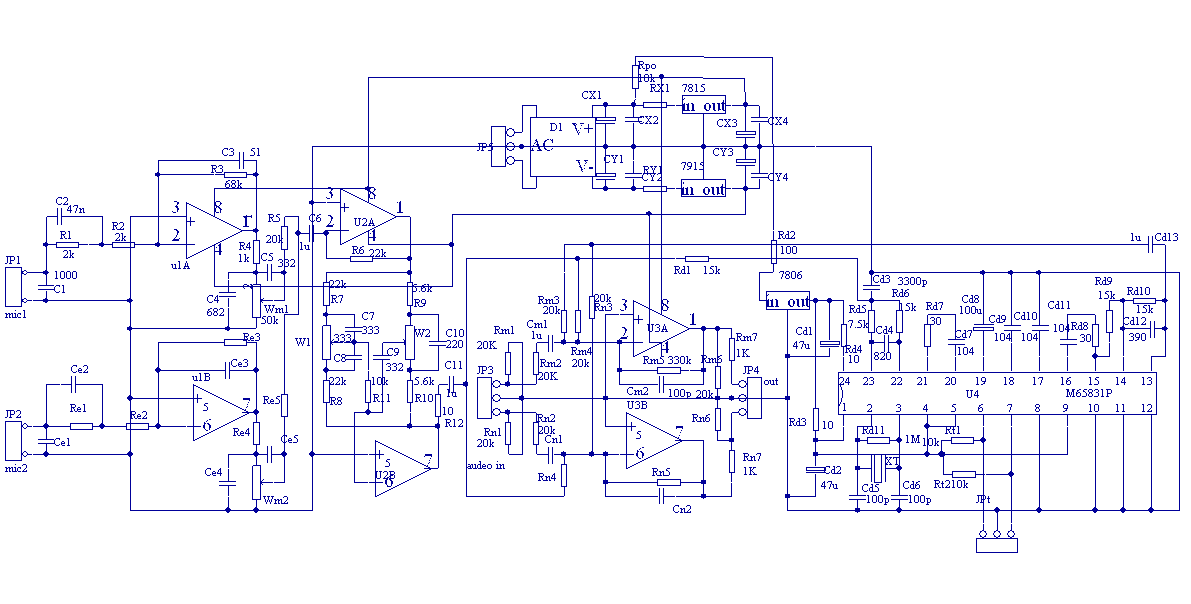 Rpo
10k
RX1
7815
CX1
in out
CX2
CX3
CX4
D1
V+
JP5
AC
V-
CY1
CY2
RY1
7915
CY3
CY4
in out
C3
51
R3
68k
C2
47n
R1
2k
R2
2k
3
8
2
1
4
u1A
R4
1k
R5
20k
C6
1u
C5
332
3
8
2
1
4
U2A
R6
22k
JP1
1000
C1
mic1
C4
682
Wm1
50k
22k
R7
5.6k
R9
Rd2
100
Rd1
15k
7806
in out
1u
Cd13
Cd3
3300p
Rd6
15k
Rd5
7.5k
Cd4
820
Rd7
30
Cd8
100u
Cd9
104
Cd10
104
Cd11
104
Cd7
104
Rd8
30
Rd9
15k
Rd10
15k
Cd12
390
Cd1
47u
Rd4
10
Rm3
20k
20k
Rn3
Rm4
20k
Rm1
20K
Cm1
1u
Rm2
20K
3
8
2
1
4
U3A
Rm5
330k
Rm6
Rm7
1K
Cm2
100p
20k
Re3
Ce3
u1B
5
6
7
C7
333
W1
333
C8
C9
332
W2
C10
220
22k
R8
10k
R11
5.6k
R10
C11
1u
10
R12
JP3
JP4
out
Ce2
Re1
Re2
Re5
Re4
JP2
Ce1
mic2
Ce4
Ce5
Wm2
5
6
7
U2B
Rn1
20k
Rn2
20k
Cn1
Rn4
audeo in
U3B
5
6
7
Rn5
Cn2
Rn6
Rn7
1K
24
23
22
21
20
19
18
17
16
15
14
13
U4
M65831P
1
2
3
4
5
6
7
8
9
10
11
12
Rd3
10
Cd2
47u
Rd11
1M
10k
Rt1
XT
Rt2
10k
Cd5
100p
Cd6
100p
JPt